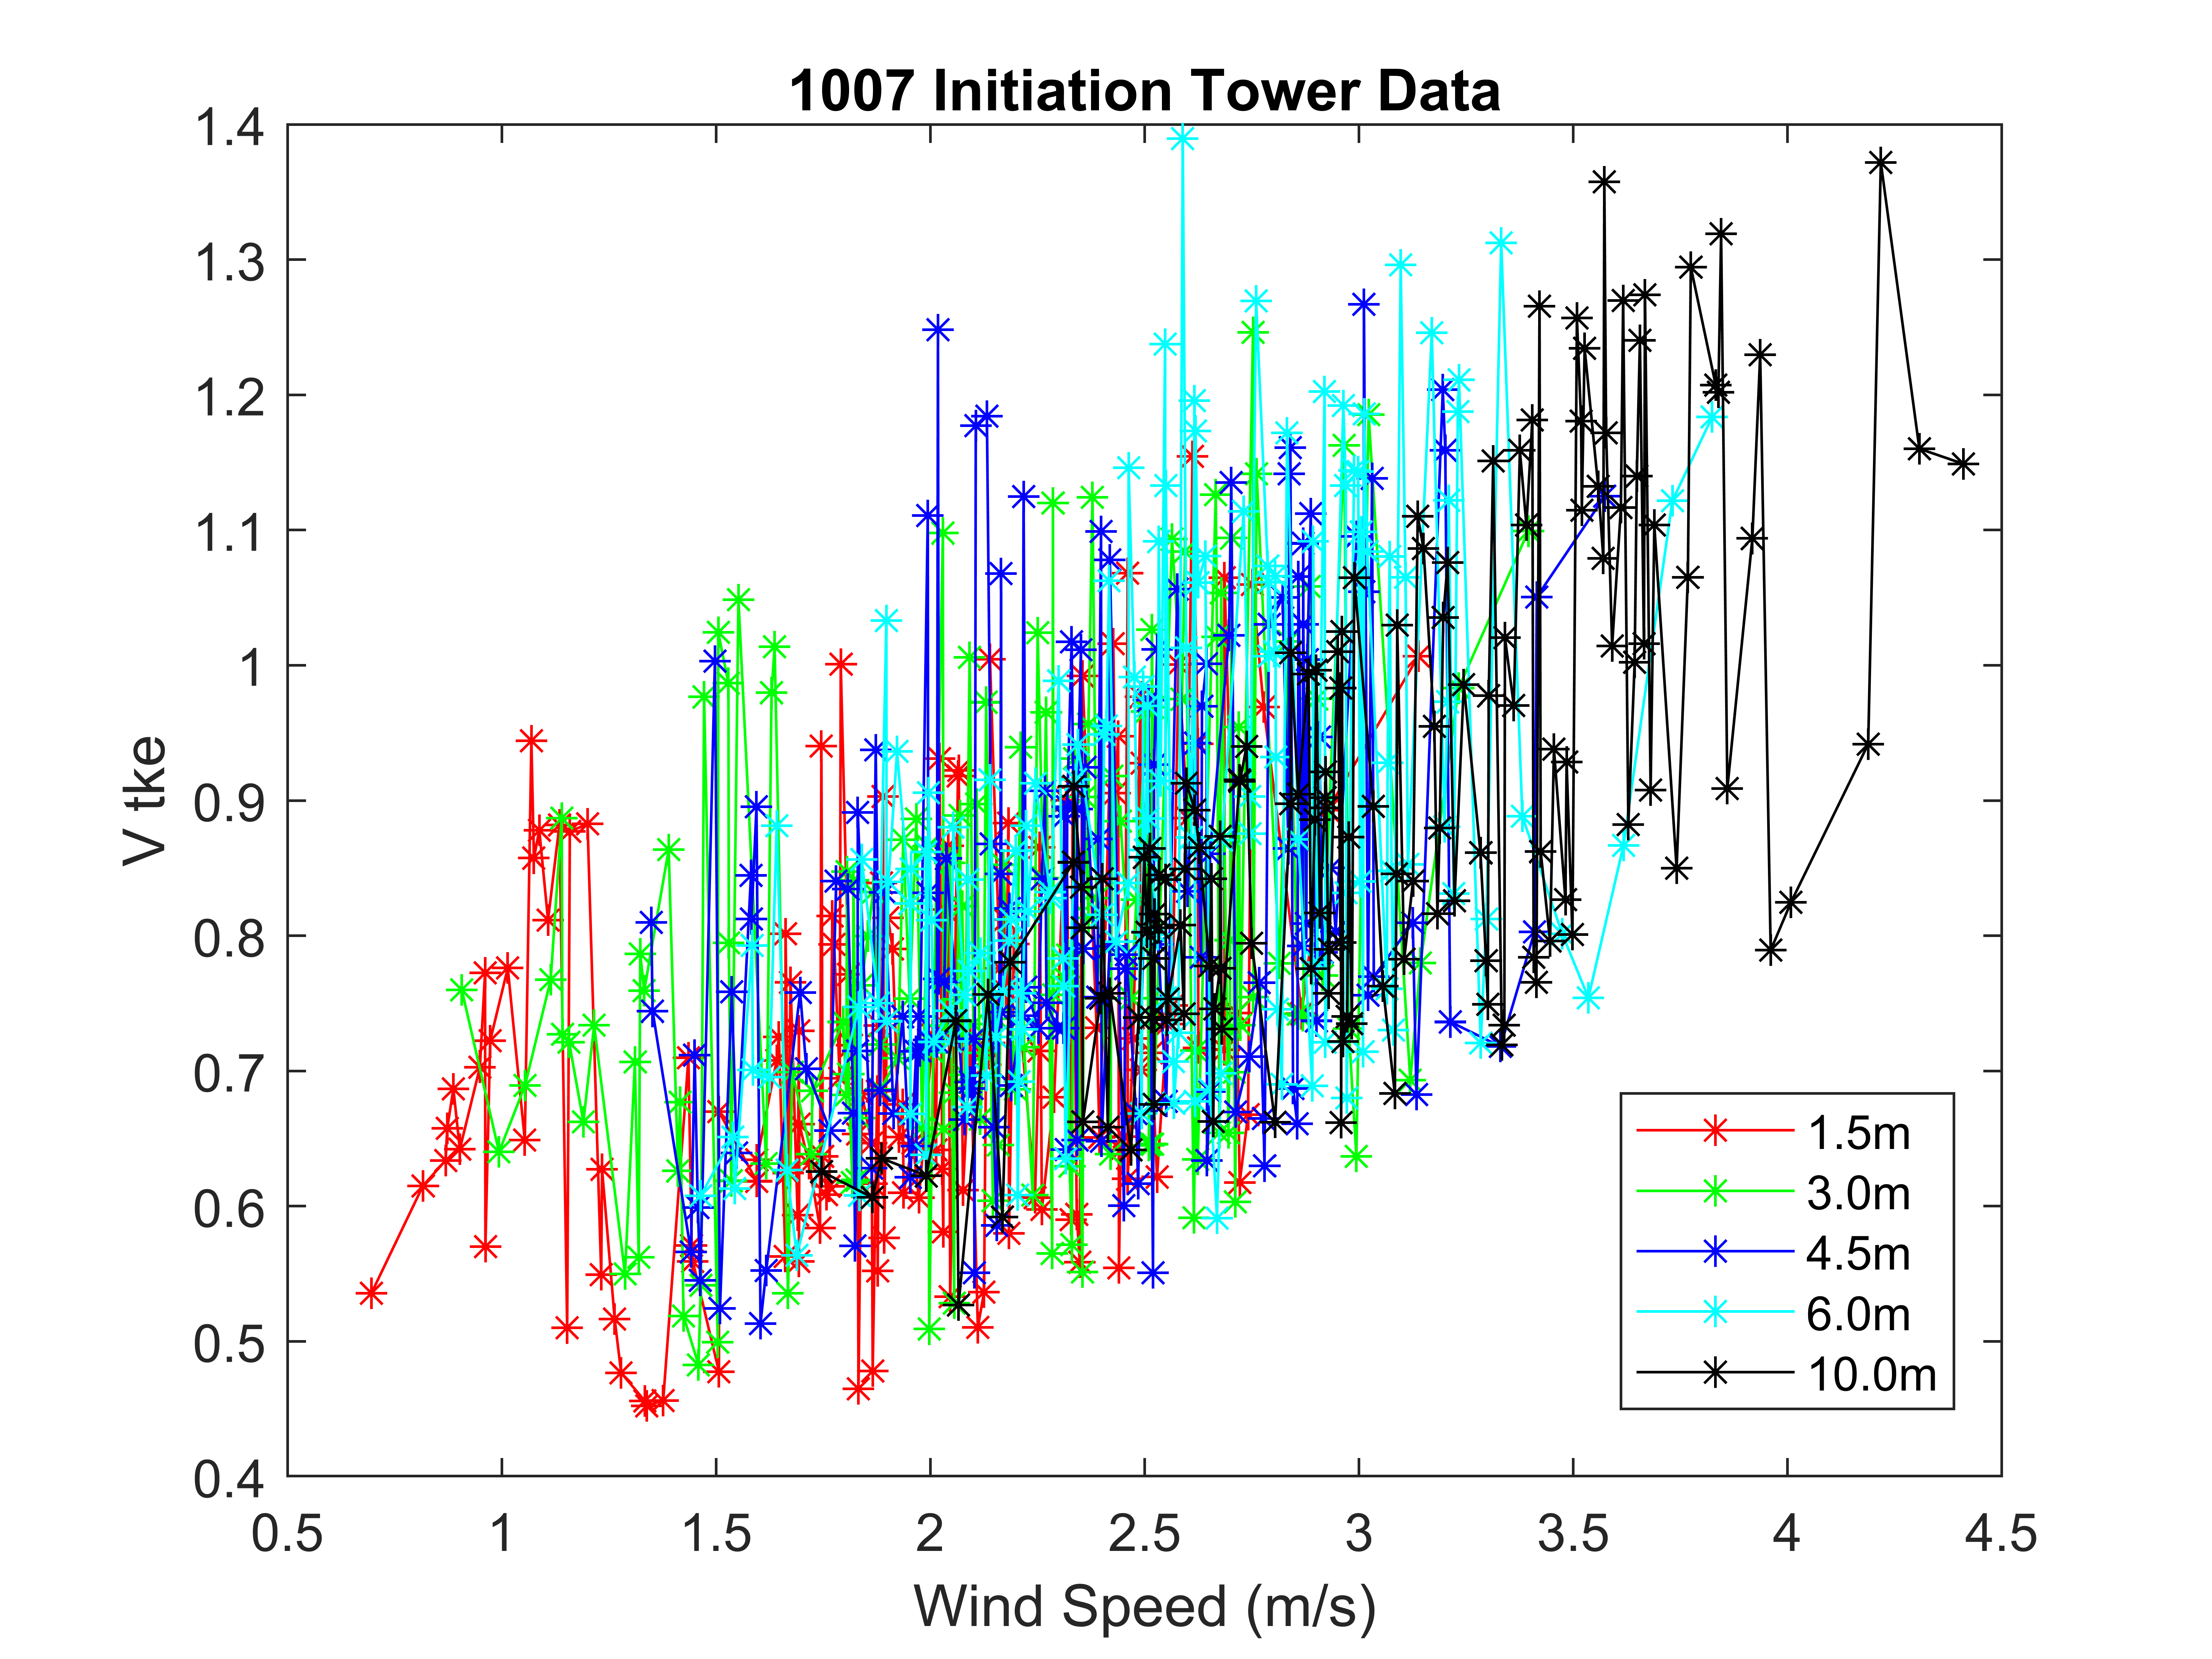 1007 Initiation Tower Data
1.4
1.3
1.2
1.1
1
0.9
0.8
0.7
0.6
0.5
0.4
V tke
0.5 1 1.5 2 2.5 3 3.5 4 4.5
Wind Speed (m/s)
1.5m
3.0m
4.5m
6.0m
10.0m